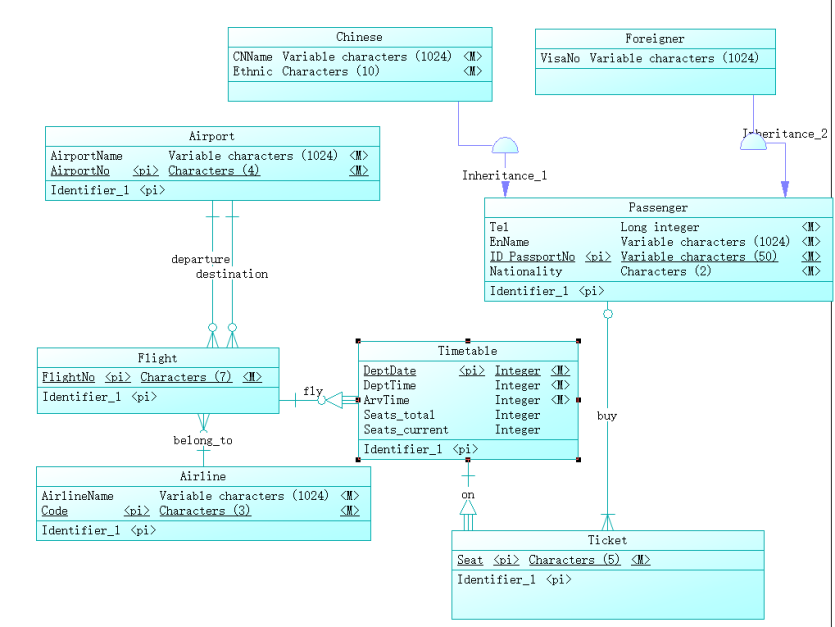 Chinese
CNName Variable characters (1024) <M>
Ethnic Characters (10) <M>
Foreigner
VisaNo Variable characters (1024)
Inheritance_2
Airport
AirportName Variable characters (1024) <M>
AirportNo <pi> Characters (4) <M>
Identifier_1 <pi>
Inheritance_1
Passenger
Tel Long integer <M>
EnName Variable characters (1024) <M>
ID_PassportNo <pi> Variable characters (50) <M>
Nationality Characters (2) <M>
Identifier_1 <pi>
departure
destination
Flight
FlightNo <pi> Characters (7) <M>
Identifier_1 <pi>
fly
Timetable
DeptDate <pi> Integer <M>
DeptTime Integer <M>
ArvTime Integer <M>
Seats_total Integer
Seats_current Integer
Identifier_1 <pi>
buy
belong_to
Airline
AirlineName Variable characters (1024) <M>
Code <pi> Characters (3) <M>
Identifier_1 <pi>
on
Ticket
Seat <pi> Characters (5) <M>
Identifier_1 <pi>